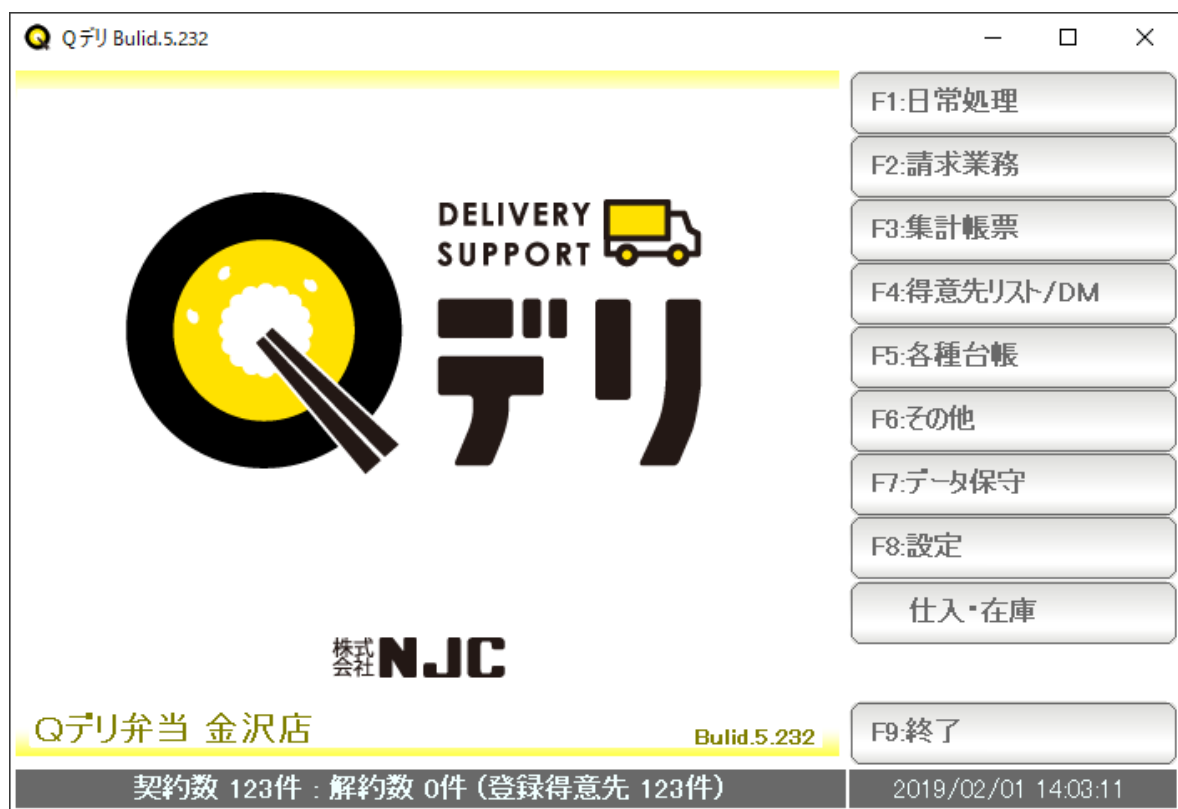 Qデリ Bulid.5.232
DELIVERY
SUPPORT
デリ
株式会社NJC
Qデリ弁当 金沢店
Bulid.5.232
契約数 123件 : 解約数 0件 (登録得意先 123件)
F1:日常処理
F2:請求業務
F3:集計帳票
F4:得意先リスト/DM
F5:各種台帳
F6:その他
F7:データ保守
F8:設定
仕入・在庫
F9:終了
2019/02/01 14:03:11